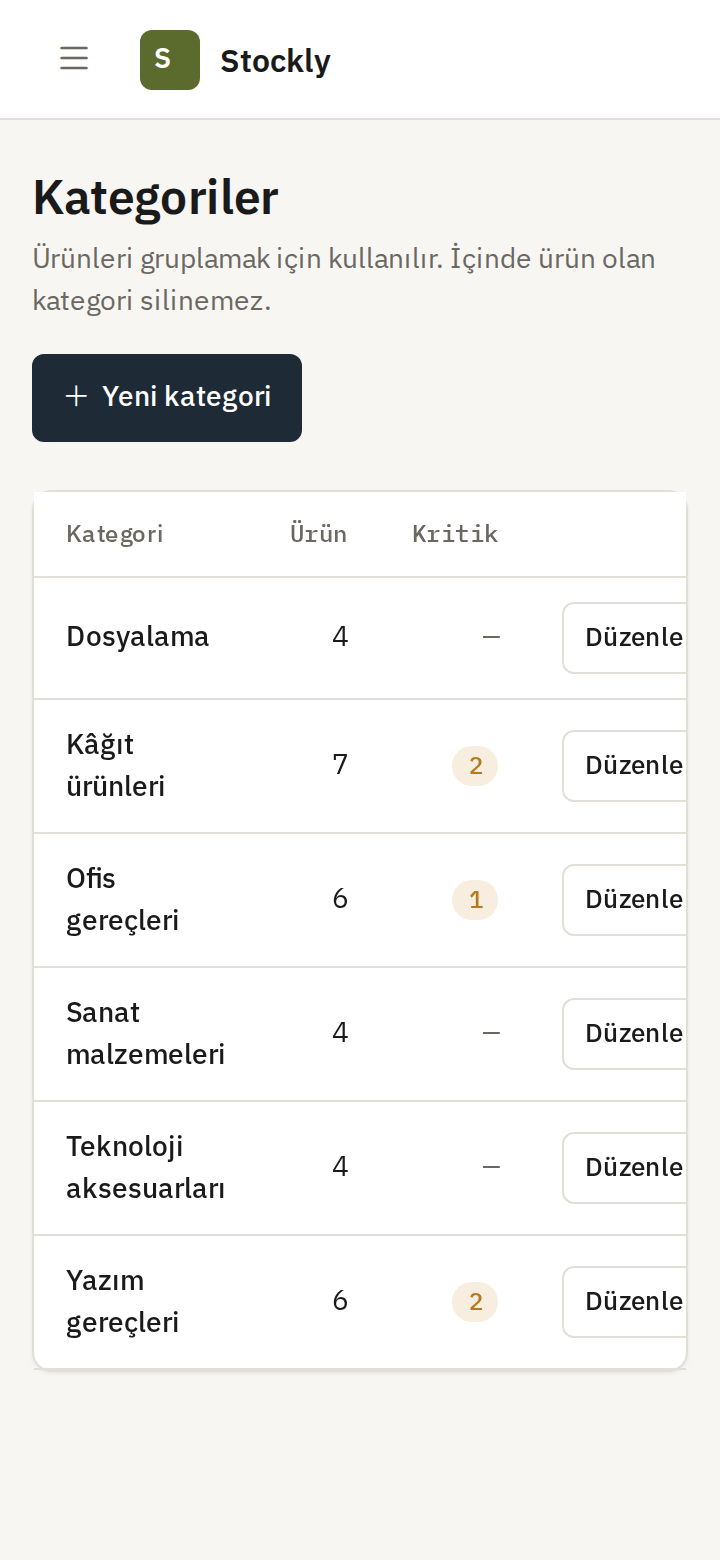 S Stockly
Kategoriler
Ürünleri gruplamak için kullanılır. İçinde ürün olan
kategori silinemez.
+ Yeni kategori
Kategori Ürün Kritik
Dosyalama 4 — Düzenle
Kâğıt
ürünleri 7 2 Düzenle
Ofis
gereçleri 6 1 Düzenle
Sanat
malzemeleri 4 — Düzenle
Teknoloji
aksesuarları 4 — Düzenle
Yazım
gereçleri 6 2 Düzenle